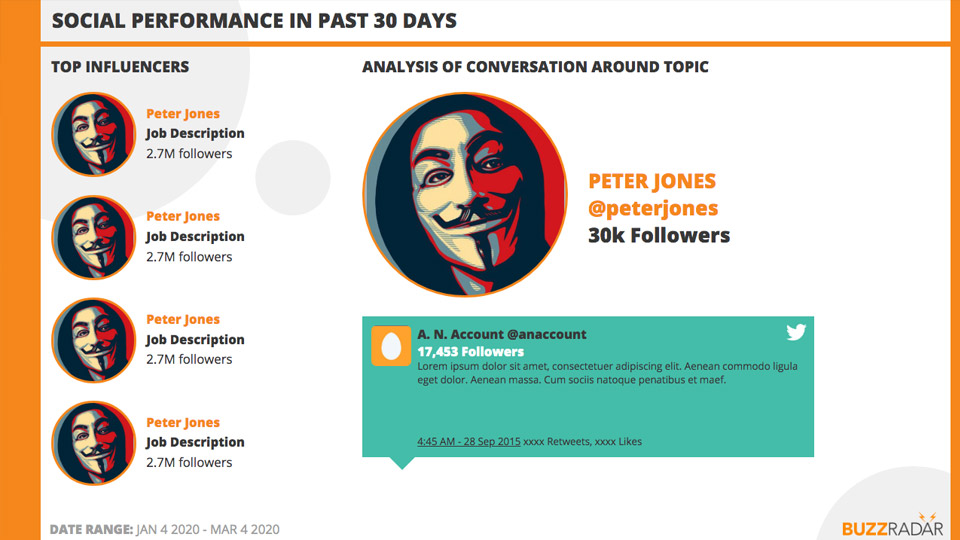 SOCIAL PERFORMANCE IN PAST 30 DAYS
TOP INFLUENCERS
Peter Jones
Job Description
2.7M followers
Peter Jones
Job Description
2.7M followers
Peter Jones
Job Description
2.7M followers
Peter Jones
Job Description
2.7M followers
ANALYSIS OF CONVERSATION AROUND TOPIC
PETER JONES
@peterjones
30k Followers
A. N. Account @anaccount
17,453 Followers
Lorem ipsum dolor sit amet, consectetuer adipiscing elit. Aenean commodo ligula
eget dolor. Aenean massa. Cum sociis natoque penatibus et maef.
4:45 AM - 28 Sep 2015 xxxx Retweets, xxxx Likes
DATE RANGE: JAN 4 2020 - MAR 4 2020
BUZZRADAR